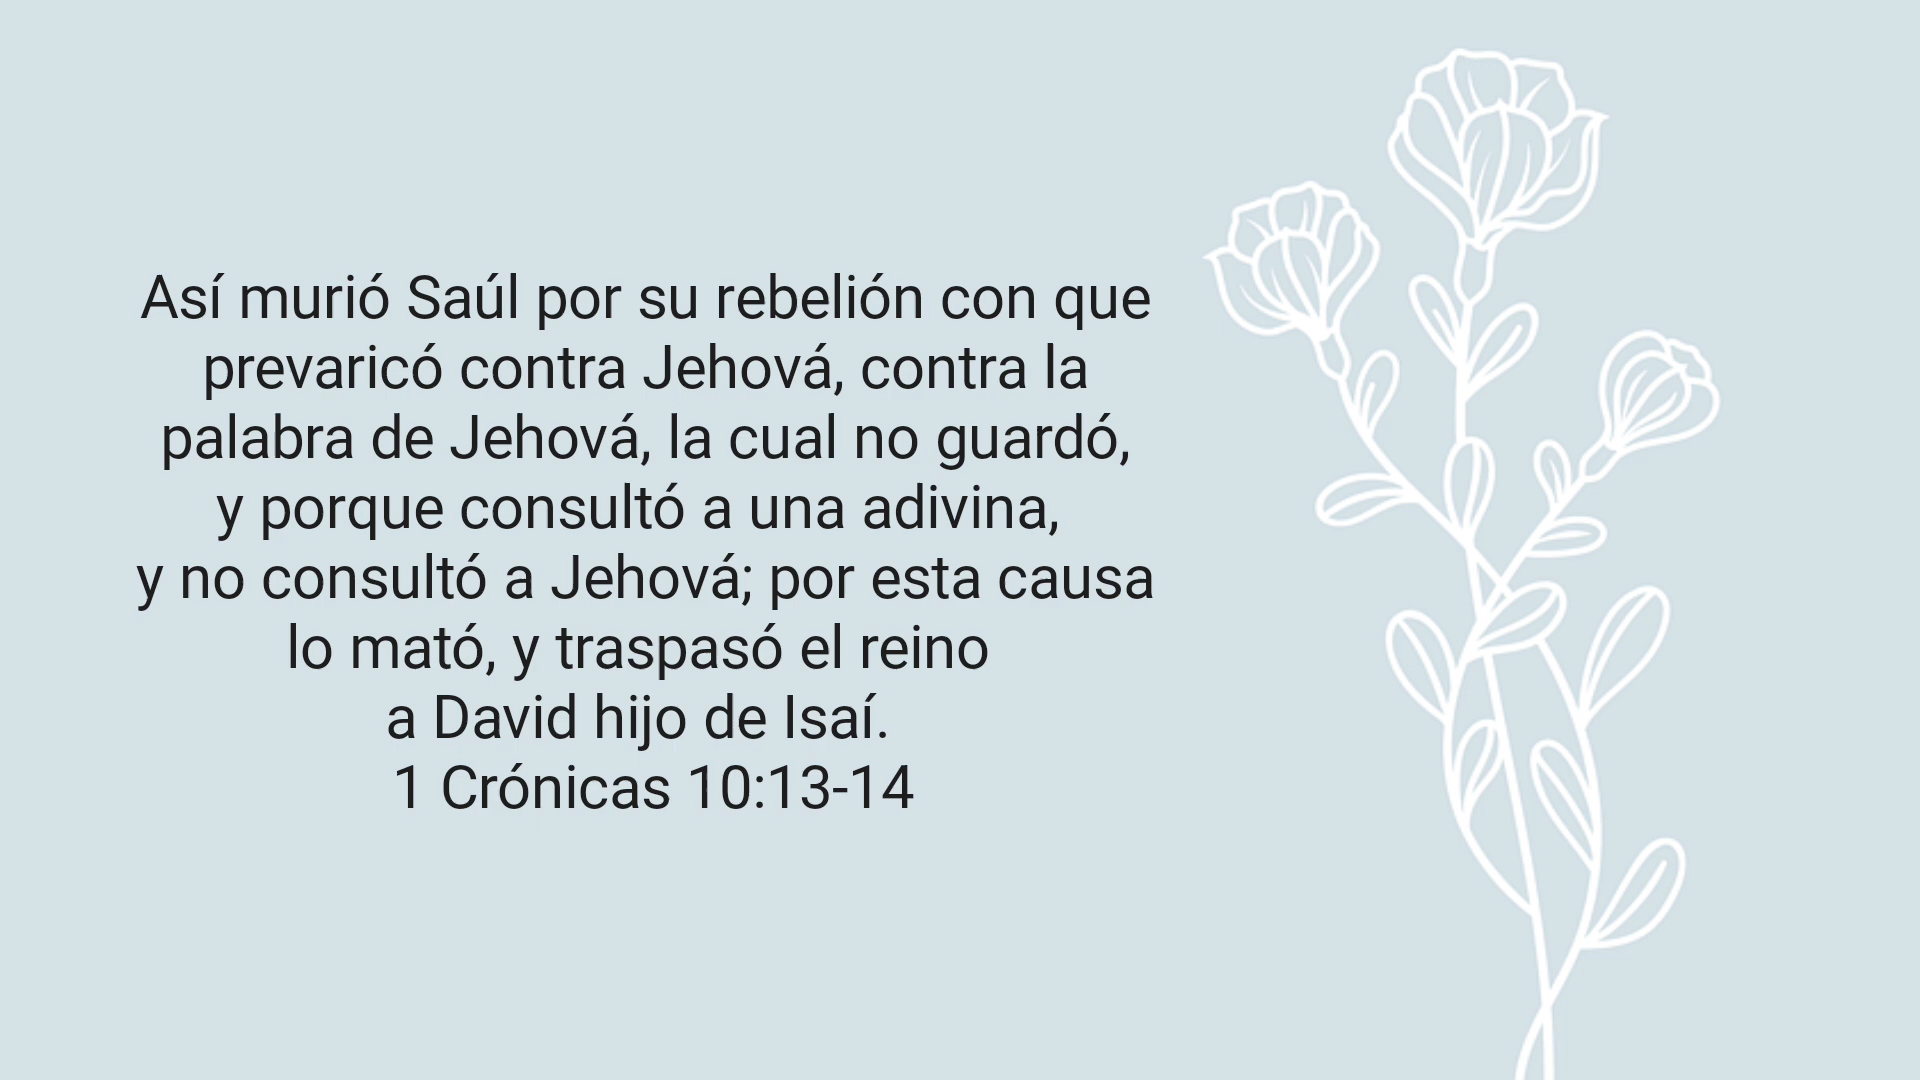 Así murió Saúl por su rebelión con que
prevaricó contra Jehová, contra la
palabra de Jehová, la cual no guardó,
y porque consultó a una adivina,
y no consultó a Jehová; por esta causa
lo mató, y traspasó el reino
a David hijo de Isaí.
1 Crónicas 10:13-14